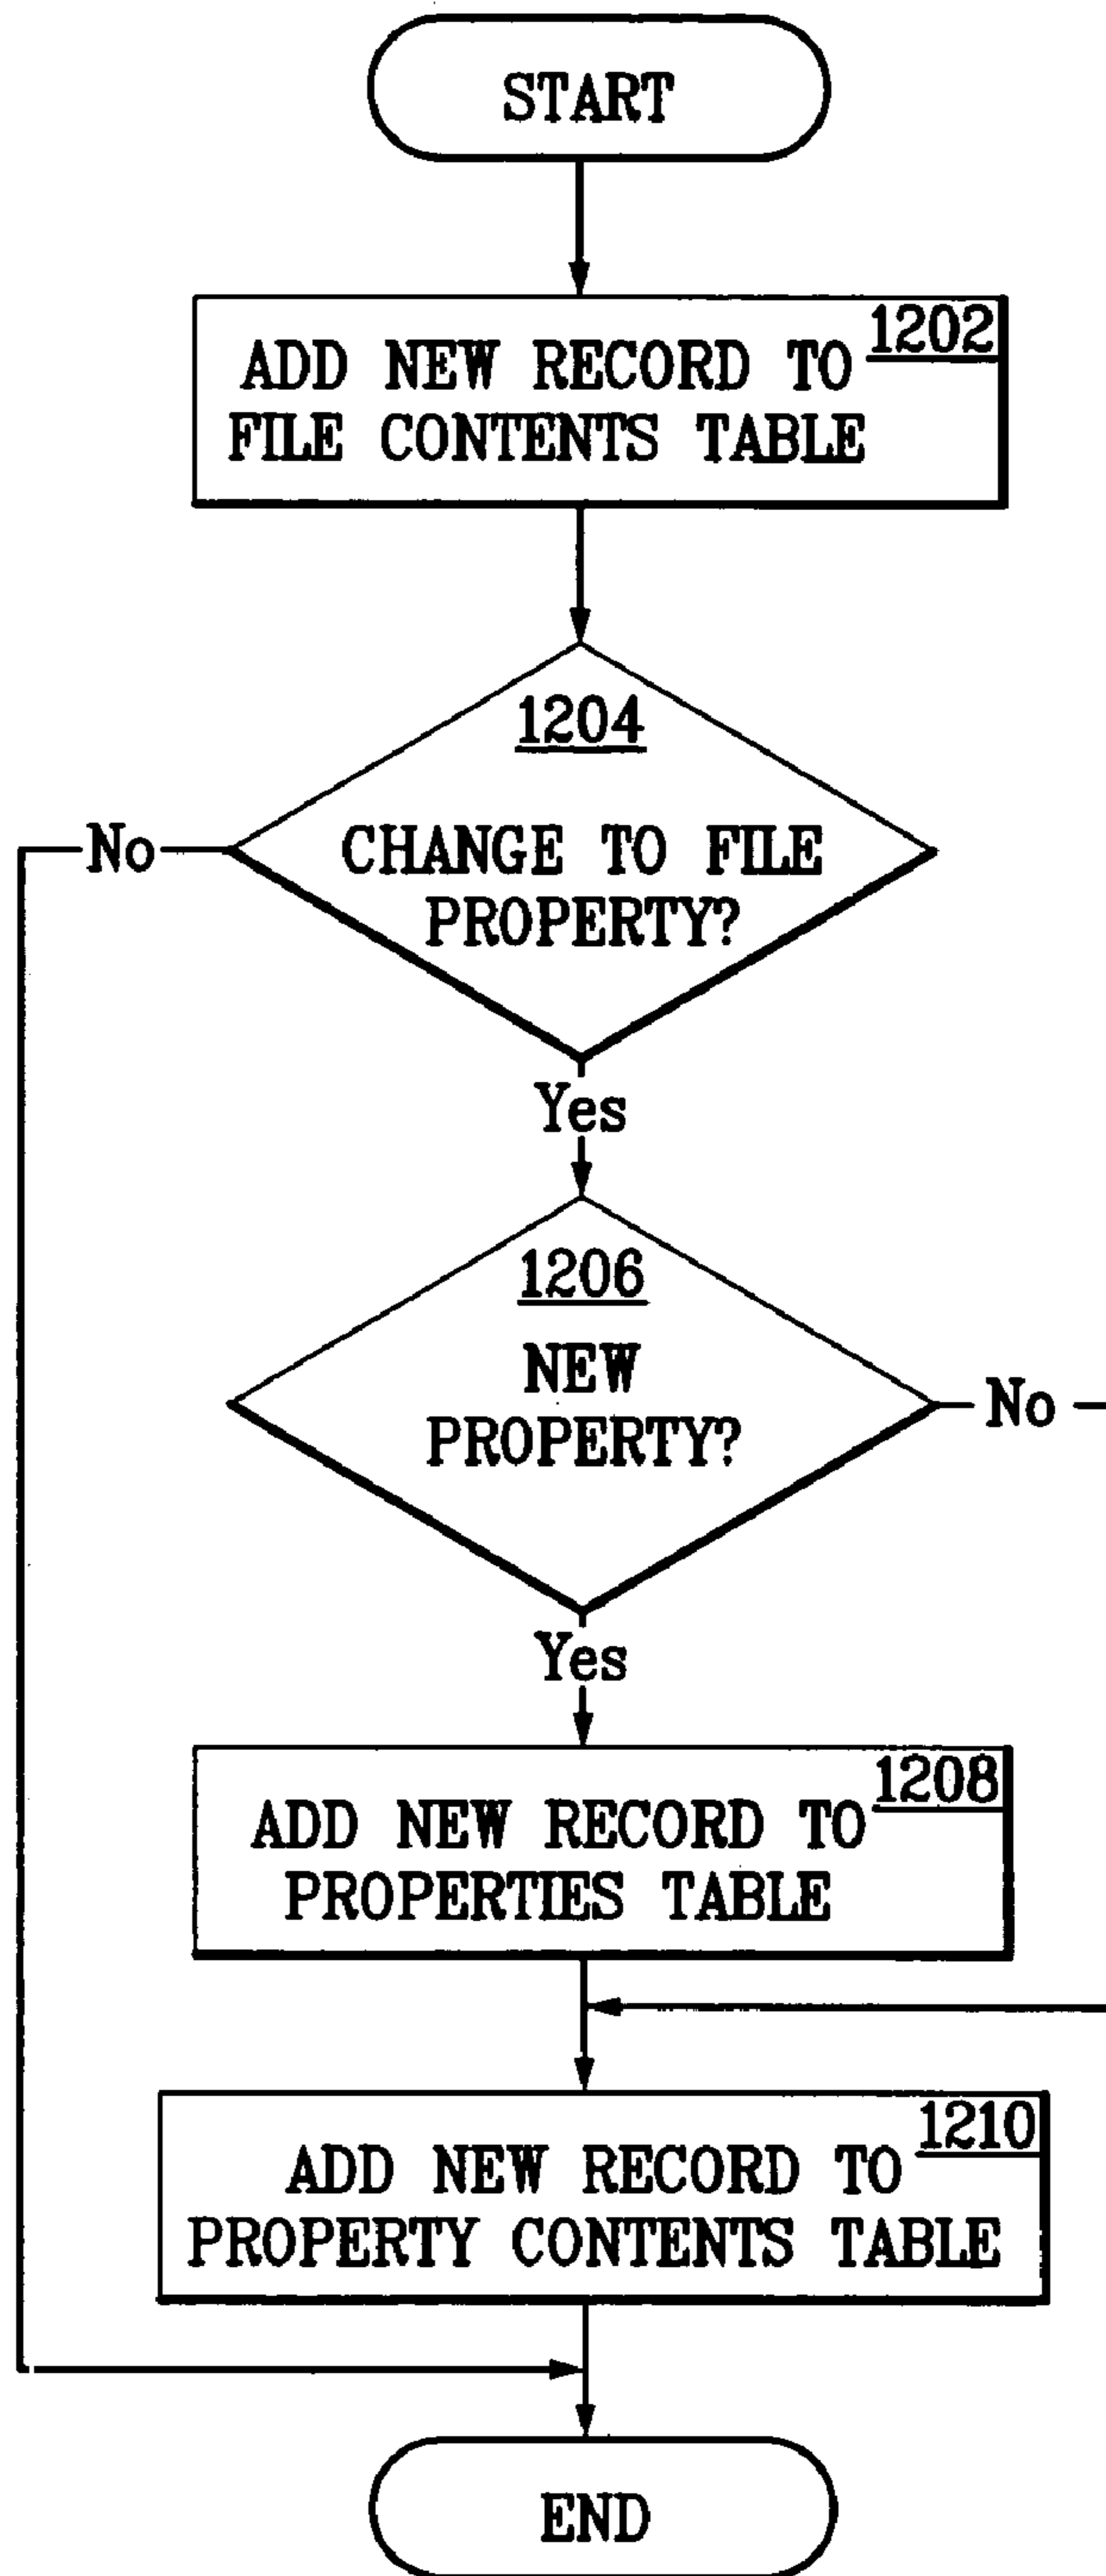 START
1202
ADD NEW RECORD TO
FILE CONTENTS TABLE
1204
No
CHANGE TO FILE
PROPERTY?
Yes
1206
NEW
PROPERTY?
No
Yes
1208
ADD NEW RECORD TO
PROPERTIES TABLE
1210
ADD NEW RECORD TO
PROPERTY CONTENTS TABLE
END